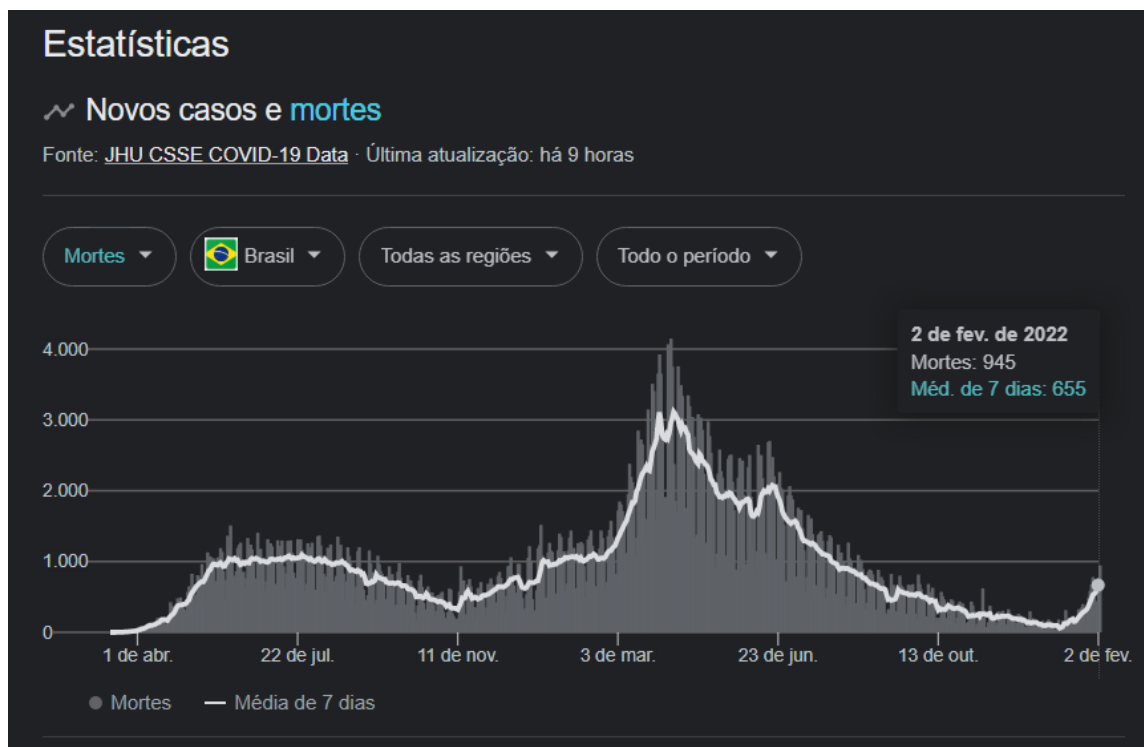 Estatísticas
Novos casos e mortes
Fonte: JHU CSSE COVID-19 Data · Última atualização: há 9 horas
Mortes Brasil Todas as regiões Todo o período
2 de fev. de 2022
Mortes: 945
Méd. de 7 dias: 655
4.000
3.000
2.000
1.000
0
1 de abr. 22 de jul. 11 de nov. 3 de mar. 23 de jun. 13 de out. 2 de fev.
Mortes Média de 7 dias